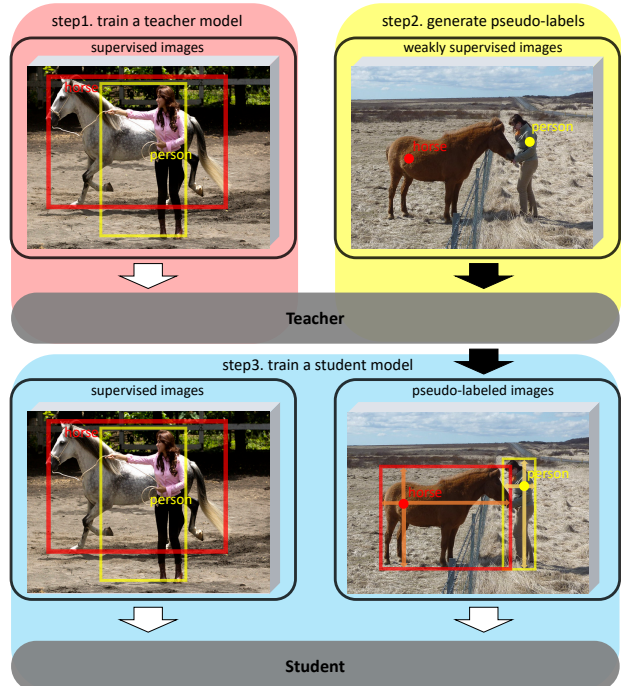 step1. train a teacher model
step2. generate pseudo-labels
supervised images
weakly supervised images
horse
person
horse
person
Teacher
step3. train a student model
supervised images
pseudo-labeled images
horse
person
horse
person
Student